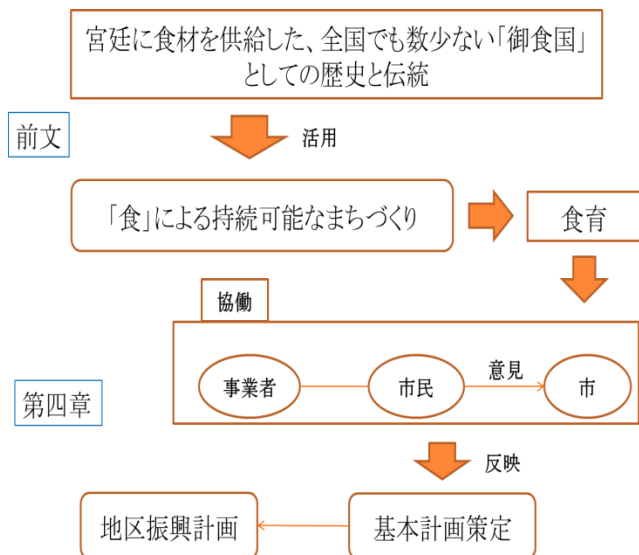 宮廷に食材を供給した、全国でも数少ない「御食国」
としての歴史と伝統
前文
活用
「食」による持続可能なまちづくり
食育
協働
事業者
市民
意見
市
第四章
反映
地区振興計画
基本計画策定